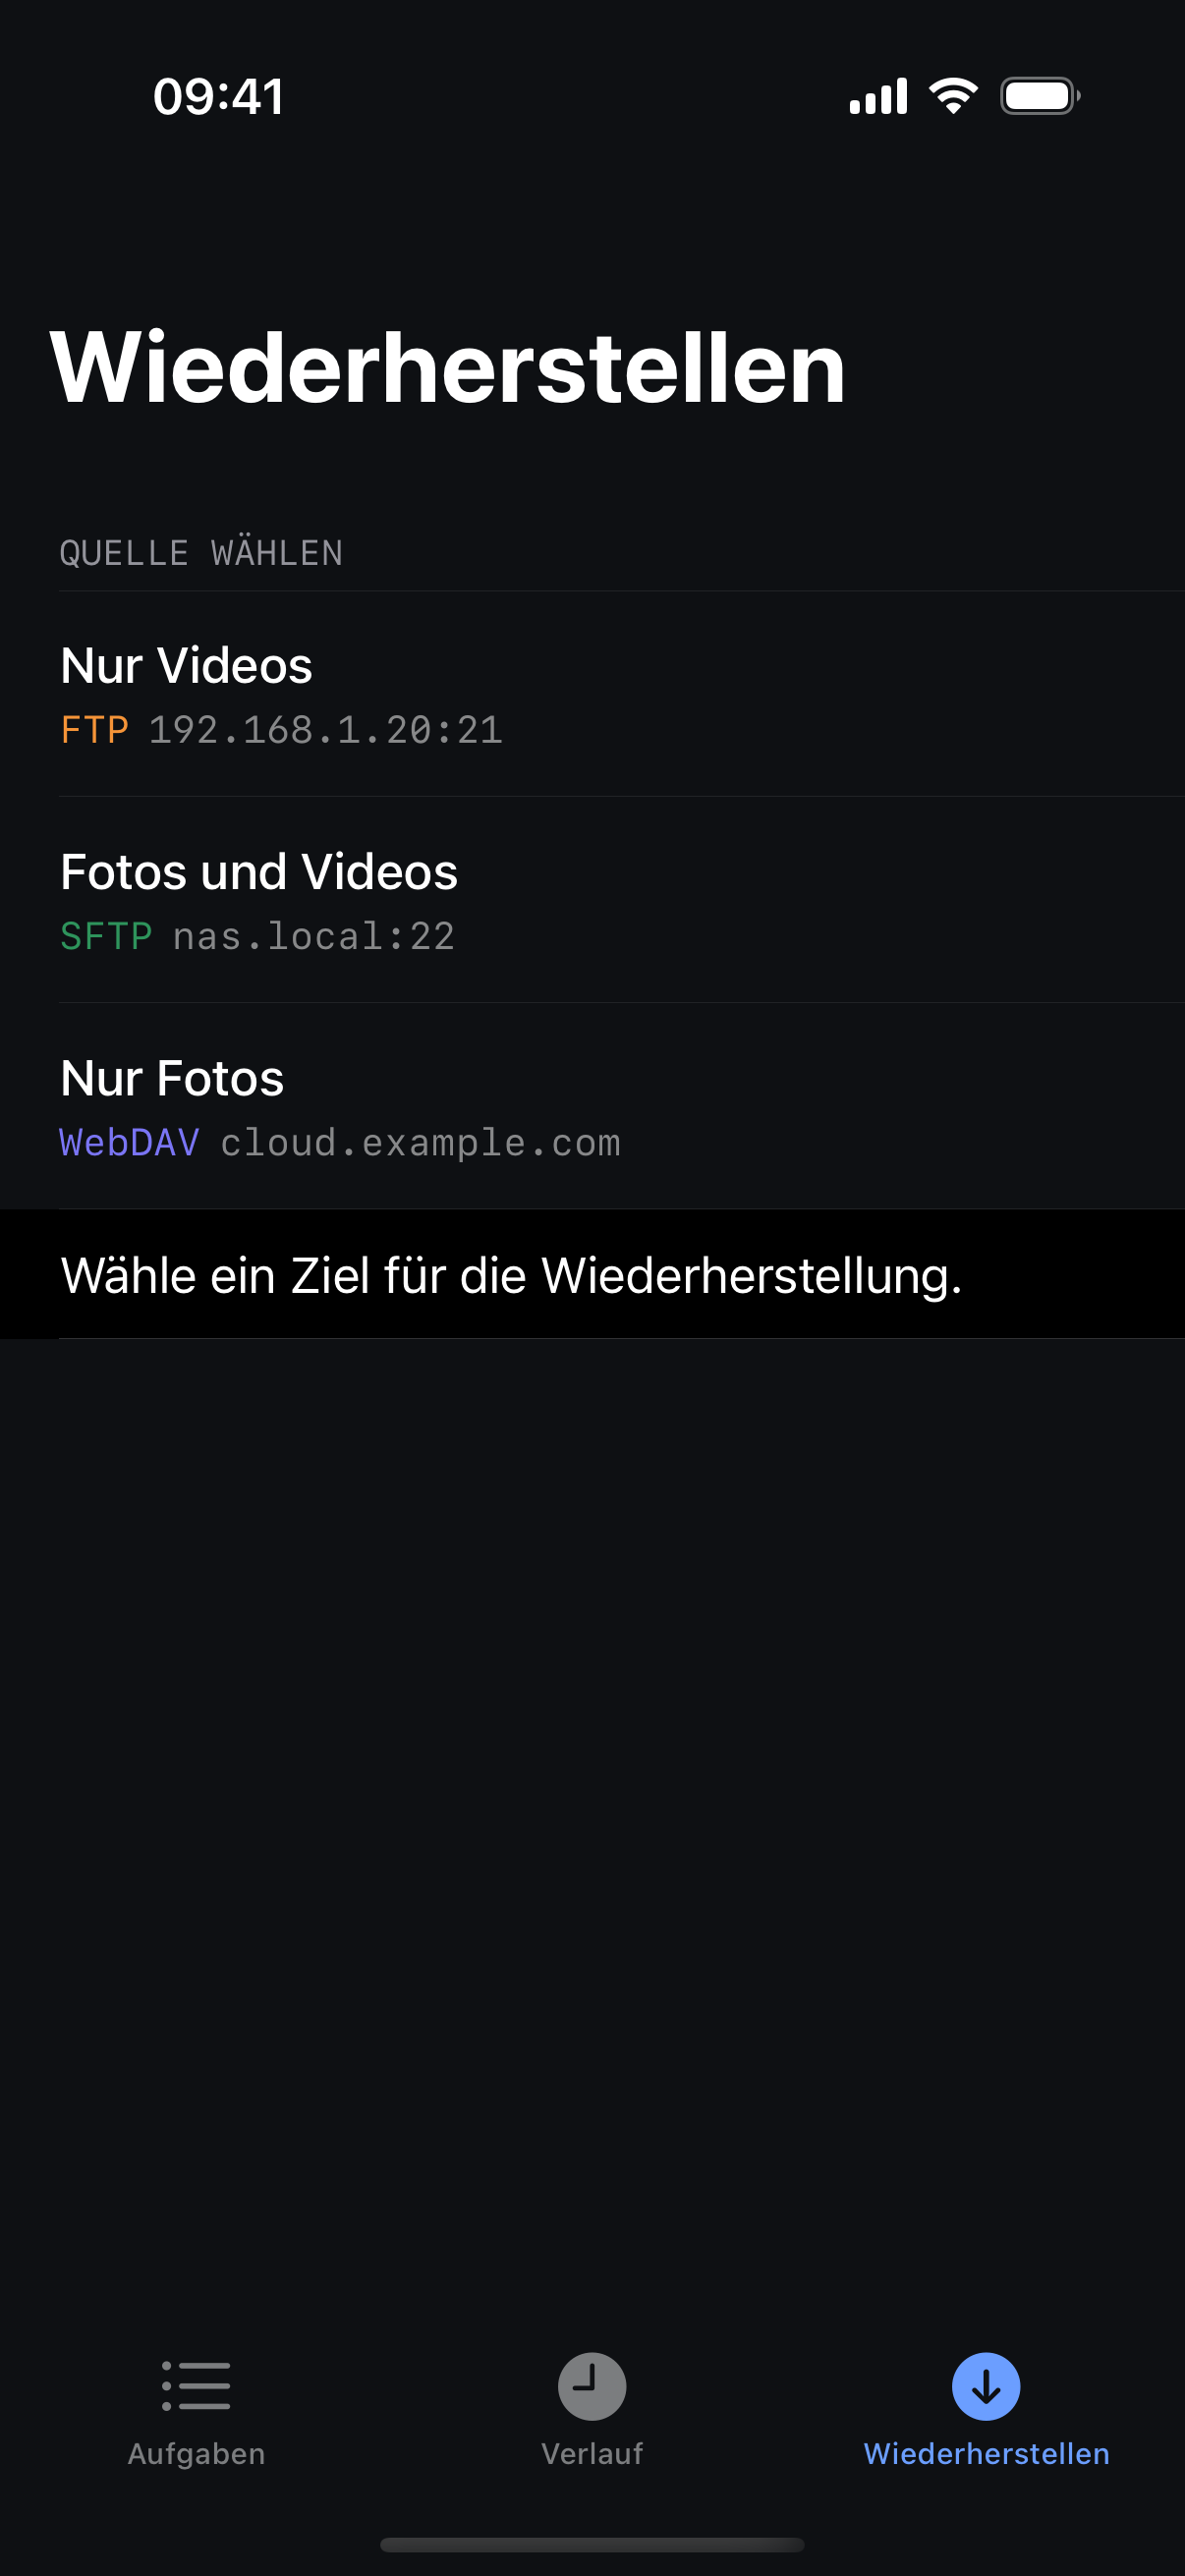 09:41
Wiederherstellen
QUELLE WÄHLEN
Nur Videos
FTP 192.168.1.20:21
Fotos und Videos
SFTP nas.local:22
Nur Fotos
WebDAV cloud.example.com
Wähle ein Ziel für die Wiederherstellung.
Aufgaben Verlauf Wiederherstellen